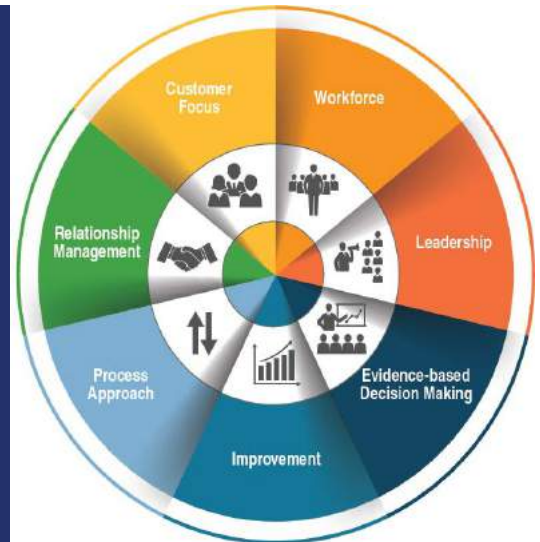 Customer
Focus
Workforce
Relationship
Management
Leadership
Process
Approach
Evidence-based
Decision Making
Improvement